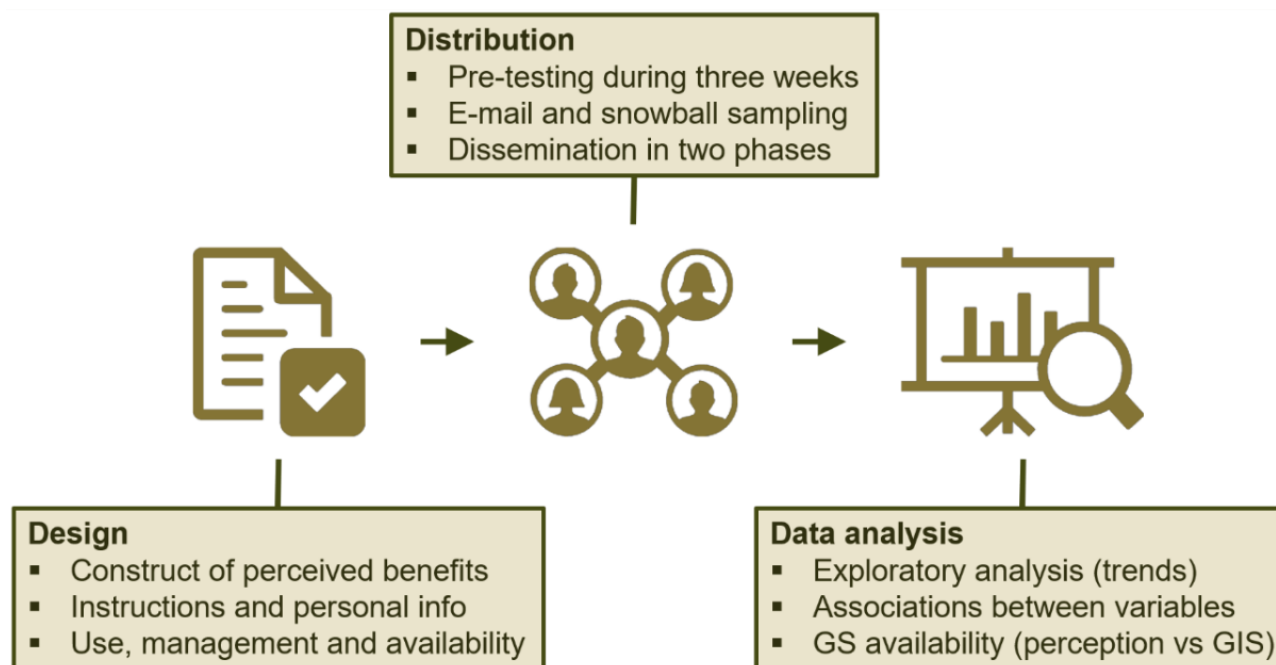 Distribution
▪ Pre-testing during three weeks
▪ E-mail and snowball sampling
▪ Dissemination in two phases
Design
▪ Construct of perceived benefits
▪ Instructions and personal info
▪ Use, management and availability
Data analysis
▪ Exploratory analysis (trends)
▪ Associations between variables
▪ GS availability (perception vs GIS)